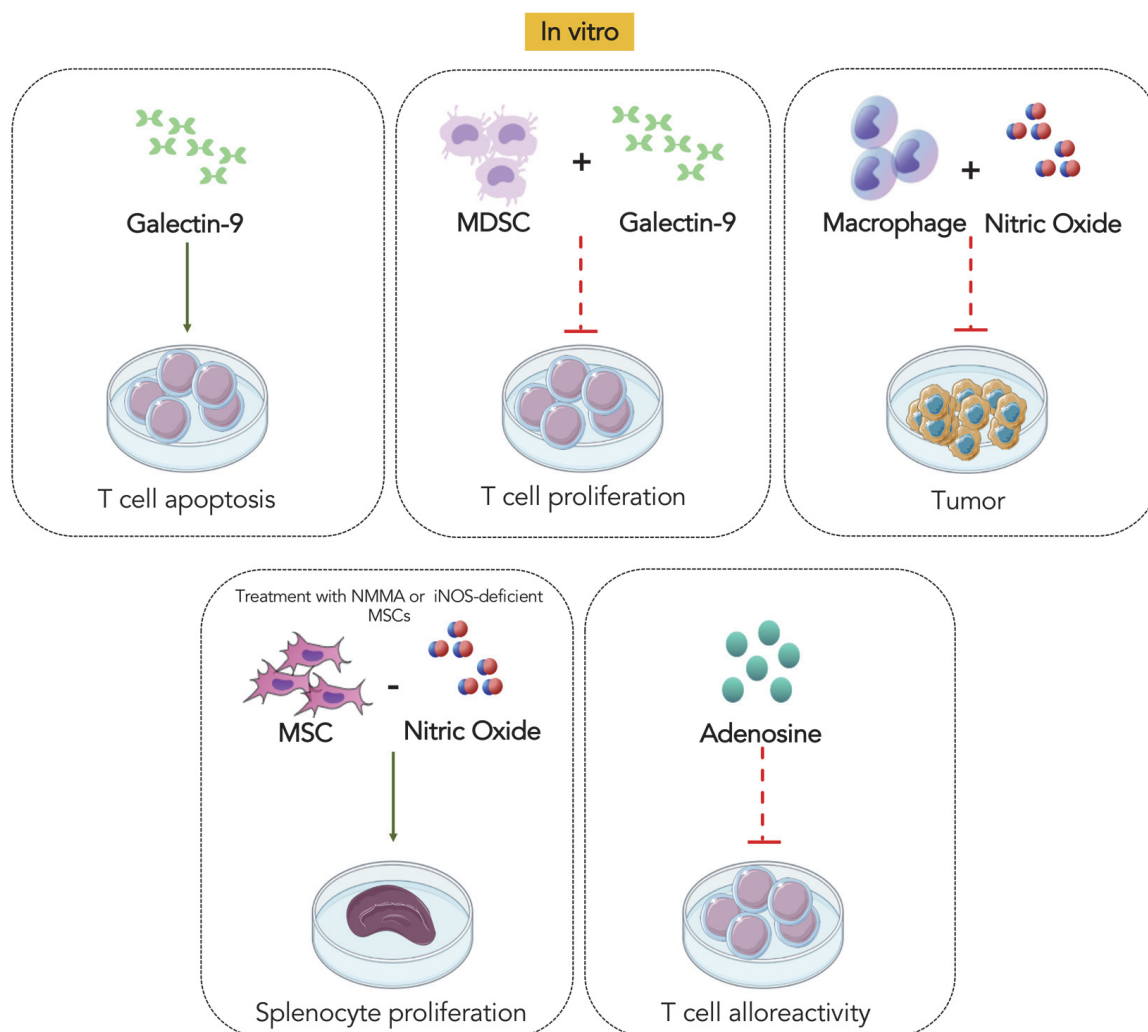 In vitro
Galectin-9
T cell apoptosis
MDSC
+
Galectin-9
T cell proliferation
Macrophage
+
Nitric Oxide
Tumor
Treatment with NMMA or iNOS-deficient
MSCs
MSC
-
Nitric Oxide
Splenocyte proliferation
Adenosine
T cell alloreactivity